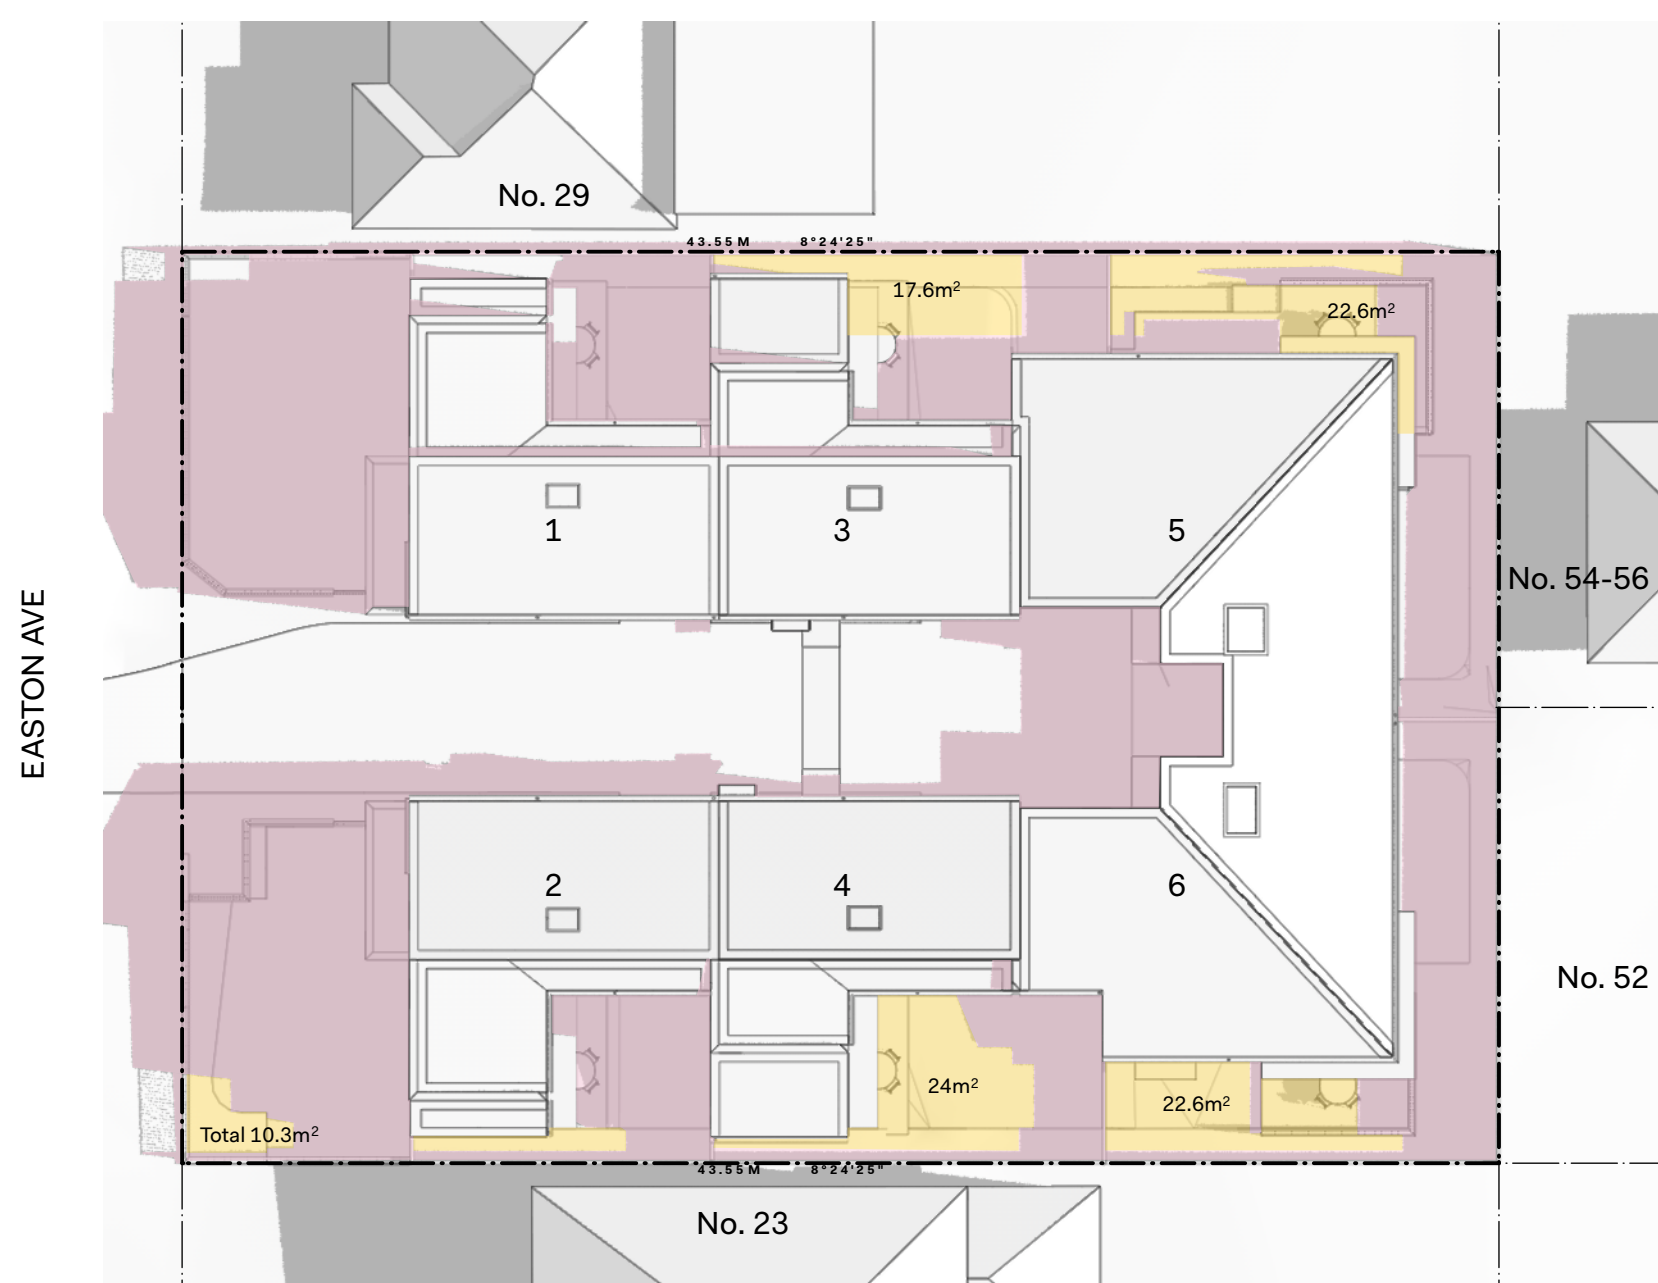 No. 29
43.55 M 8°24'25"
17.6m²
22.6m²
1
3
5
No. 54-56
EASTON AVE
2
4
6
No. 52
24m²
22.6m²
Total 10.3m²
43.55 M 8°24'25"
No. 23